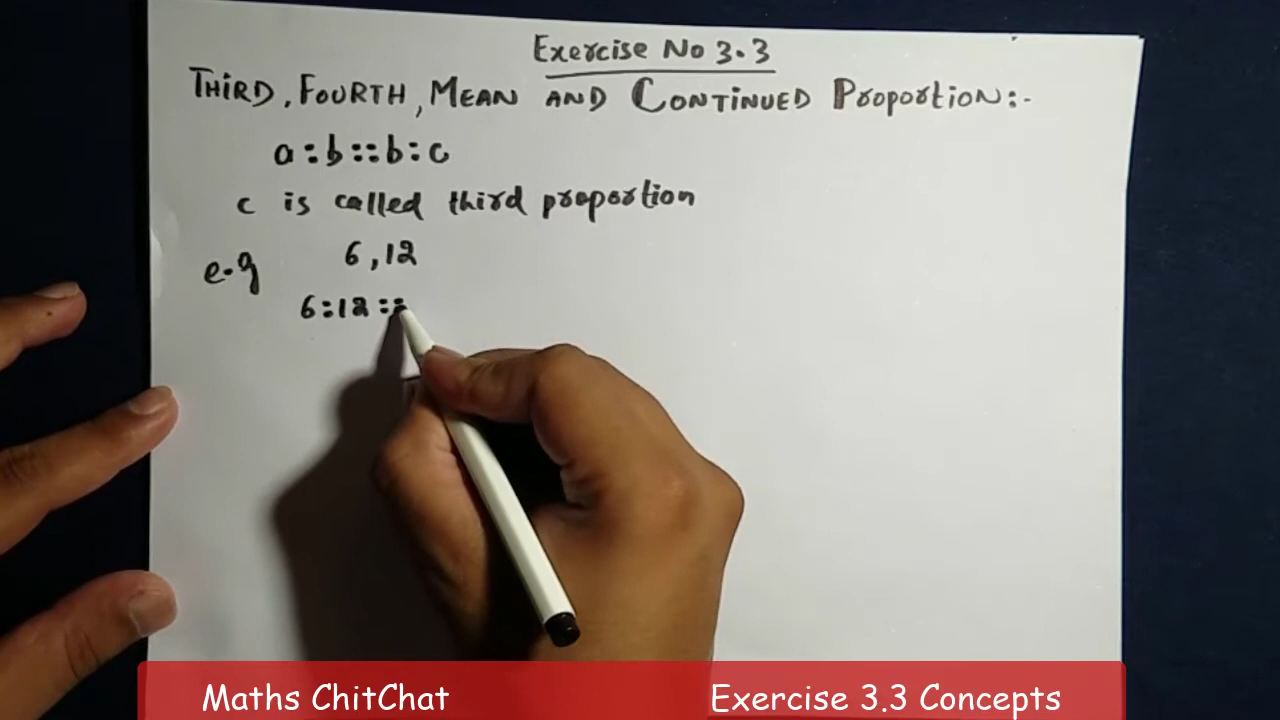 Exercise No 3.3
THIRD, FOURTH, MEAN AND CONTINUED Proportion:-
a:b::b:c
c is called third proportion
e-g 6,12
6:12::
Maths ChitChat Exercise 3.3 Concepts